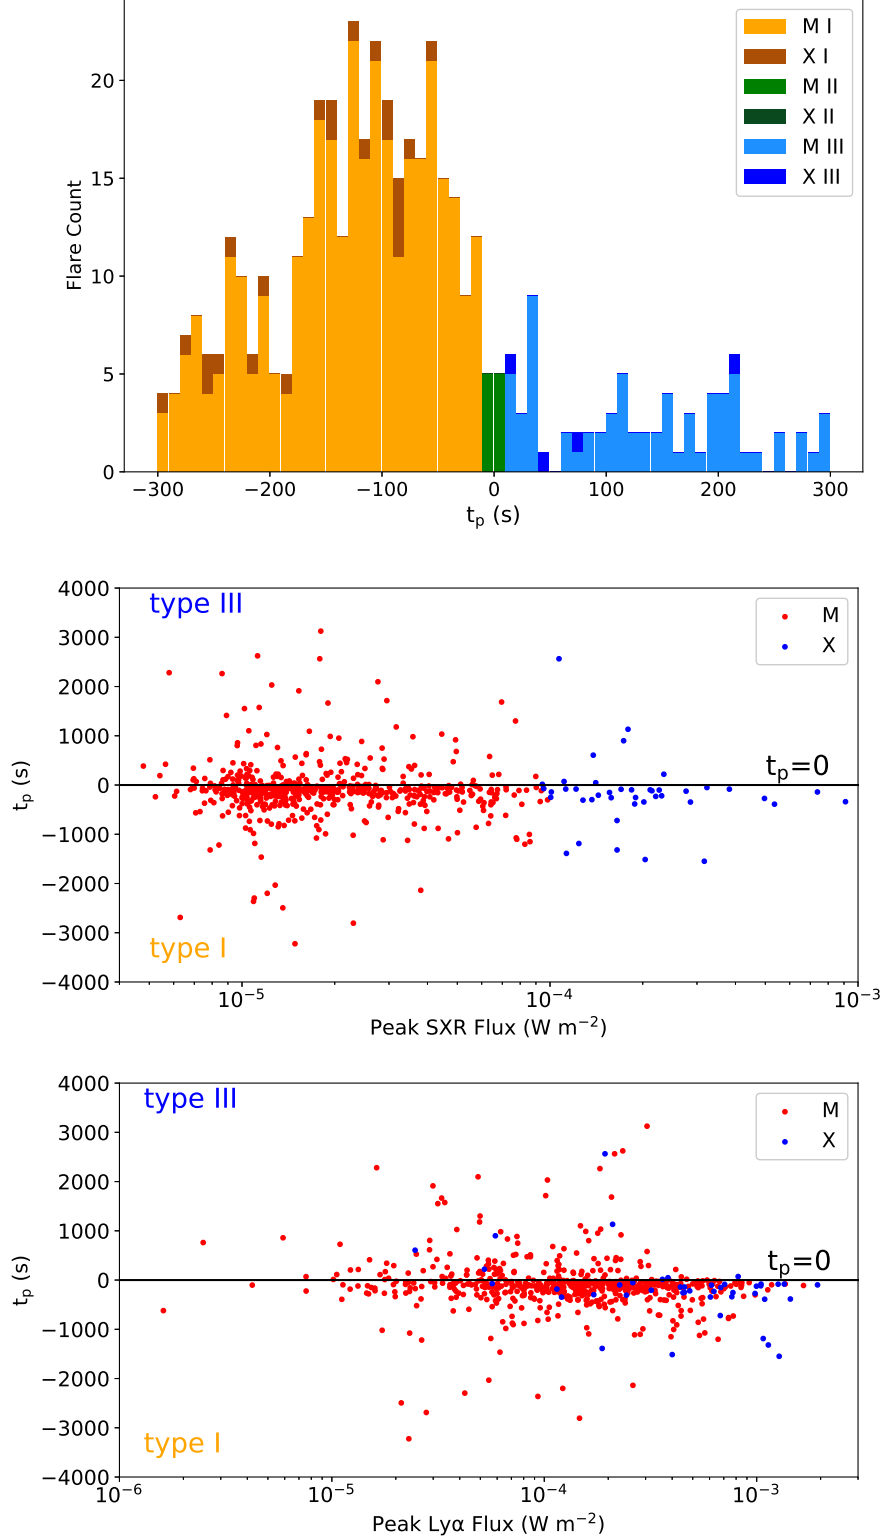 M I
X I
M II
X II
M III
X III
20
15
10
5
0
Flare Count
−300 −200 −100 0 100 200 300
tp (s)
4000
3000
2000
1000
0
−1000
−2000
−3000
−4000
tp (s)
type III
M
X
tp=0
type I
10−5 10−4 10−3
Peak SXR Flux (W m−2)
4000
3000
2000
1000
0
−1000
−2000
−3000
−4000
tp (s)
type III
M
X
tp=0
type I
10−6 10−5 10−4 10−3
Peak Lyα Flux (W m−2)